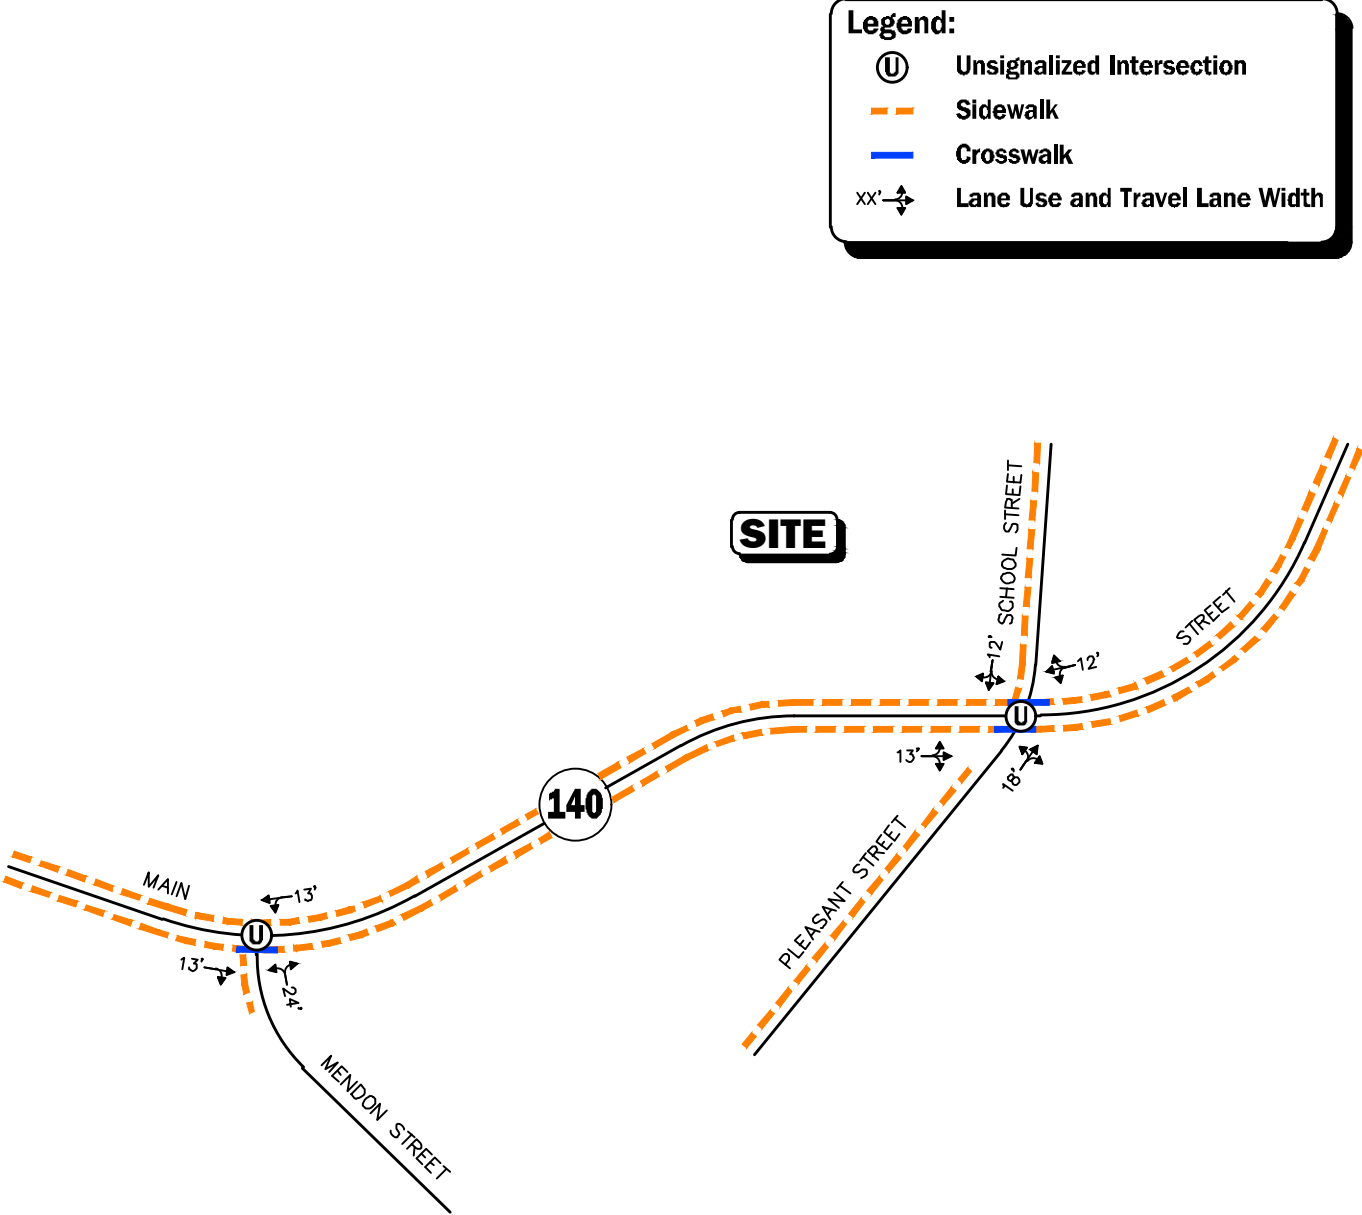 Legend:
U Unsignalized Intersection
Sidewalk
Crosswalk
XX' Lane Use and Travel Lane Width
SITE
SCHOOL STREET
12'
STREET
12'
U
13'
18'
140
PLEASANT STREET
MAIN
13'
U
13'
24'
MENDON STREET